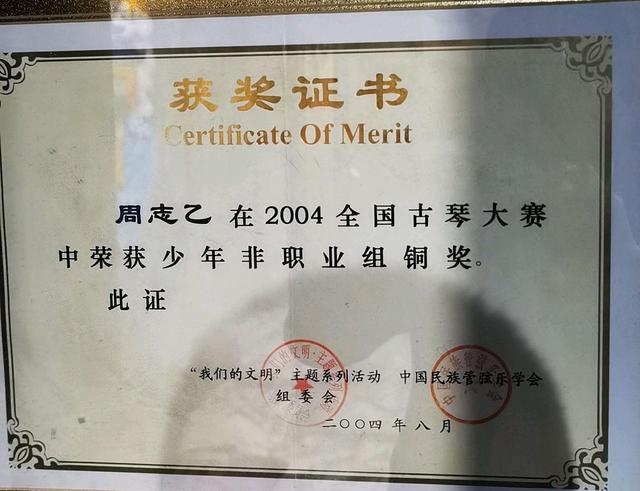 获奖证书
Certificate Of Merit
周志乙在2004全国古琴大赛
中荣获少年非职业组铜奖。
此证
“我们的文明”主题系列活动 中国民族管弦乐学会
组委会
二〇〇四年八月